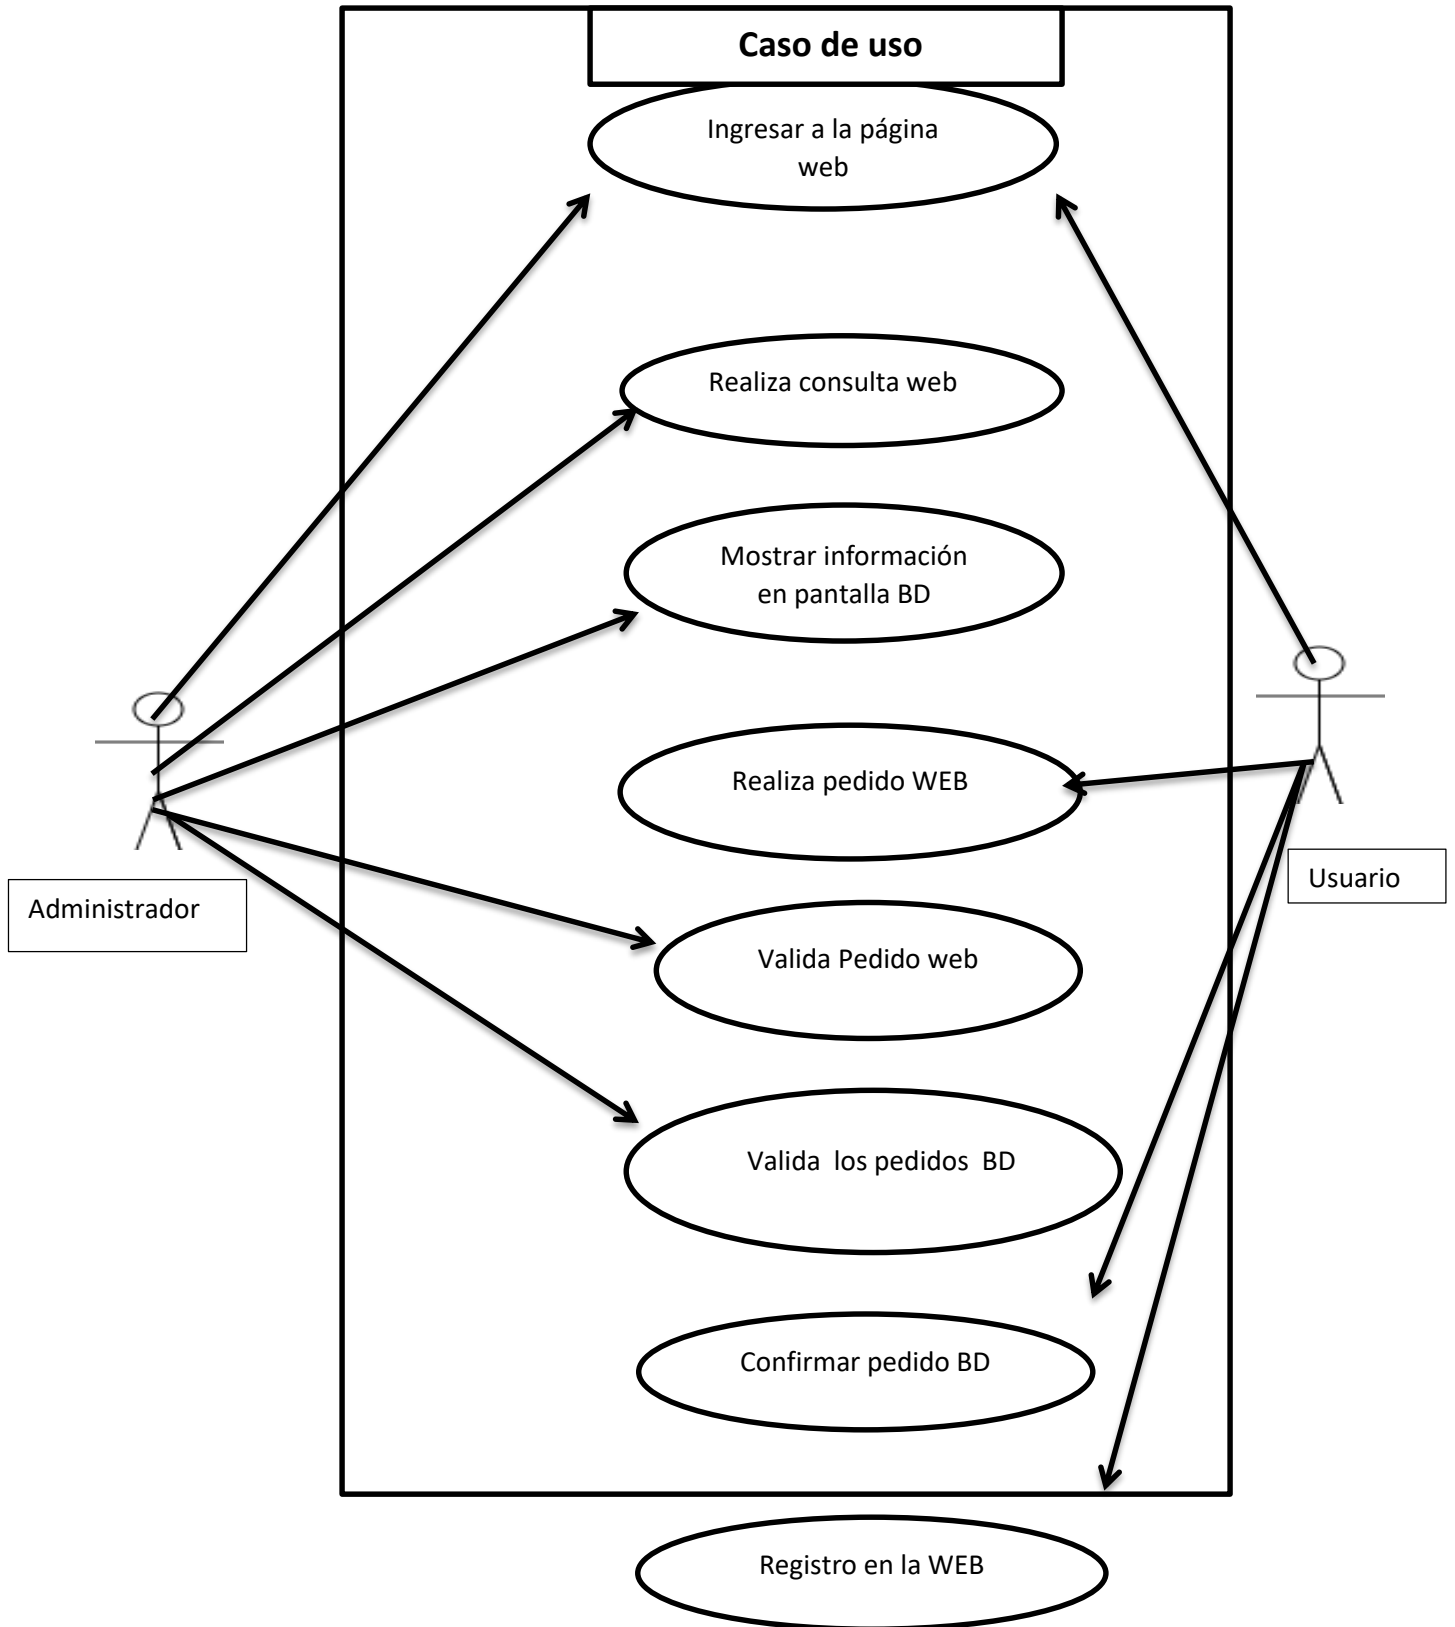 Caso de uso
Ingresar a la página
web
Realiza consulta web
Mostrar información
en pantalla BD
Realiza pedido WEB
Administrador
Usuario
Valida Pedido web
Valida  los pedidos  BD
Confirmar pedido BD
Registro en la WEB